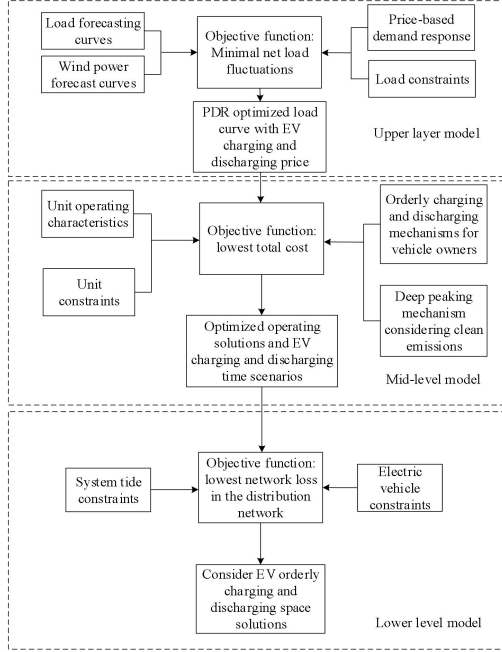 Load forecasting
curves
Wind power
forecast curves
Objective function:
Minimal net load
fluctuations
Price-based
demand response
Load constraints
PDR optimized load
curve with EV
charging and
discharging price
Upper layer model
Unit operating
characteristics
Unit
constraints
Objective function:
lowest total cost
Orderly charging
and discharging
mechanisms for
vehicle owners
Deep peaking
mechanism
considering clean
emissions
Optimized operating
solutions and EV
charging and discharging
time scenarios
Mid-level model
System tide
constraints
Objective function:
lowest network loss
in the distribution
network
Electric
vehicle
constraints
Consider EV orderly
charging and
discharging space
solutions
Lower level model